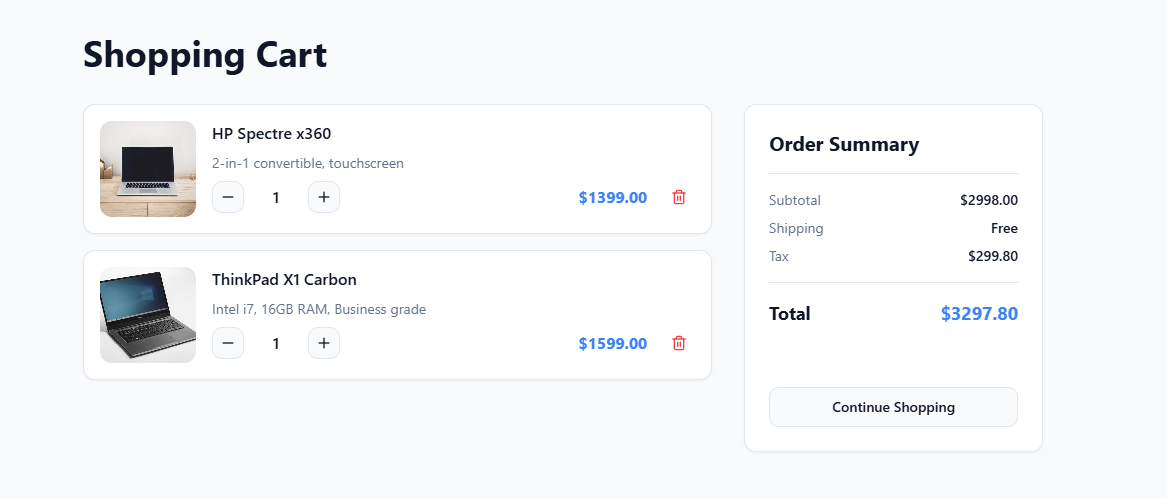 Shopping Cart
HP Spectre x360
2-in-1 convertible, touchscreen
1
$1399.00
ThinkPad X1 Carbon
Intel i7, 16GB RAM, Business grade
1
$1599.00
Order Summary
Subtotal $2998.00
Shipping Free
Tax $299.80
Total $3297.80
Continue Shopping